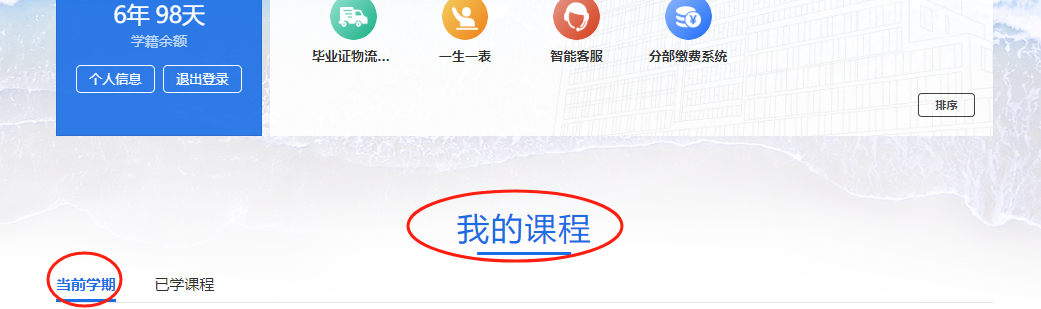 6年 98天
学籍余额
个人信息
退出登录
毕业证物流...
一生一表
智能客服
分部缴费系统
排序
我的课程
当前学期
已学课程